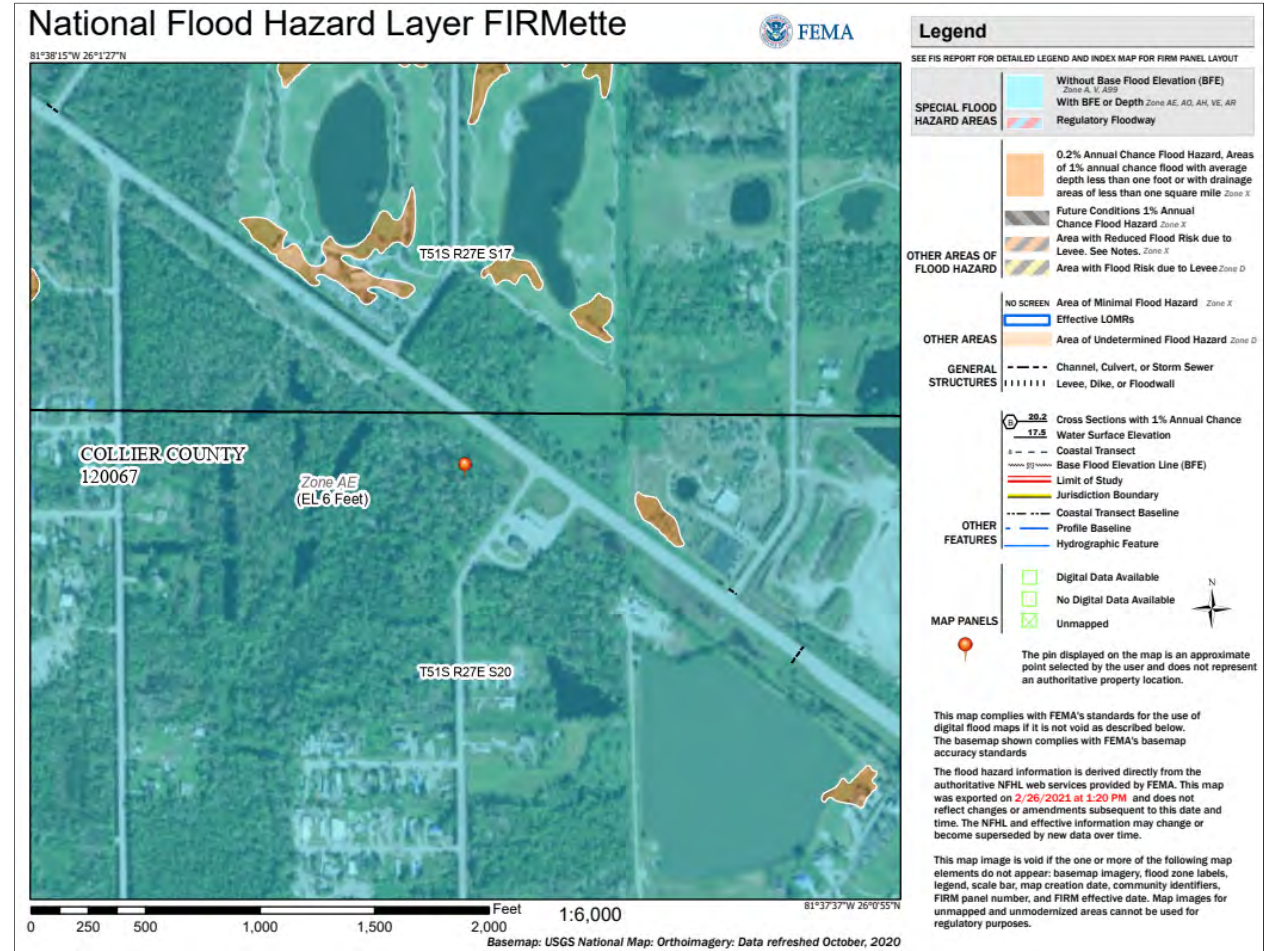 National Flood Hazard Layer FIRMette
FEMA
81°38'15"W 26°1'27"N
T51S R27E S17
COLLIER COUNTY
120067
Zone AE
(EL 6 Feet)
T51S R27E S20
81°37'37"W 26°0'55"N
0 250 500 1,000 1,500 2,000
Feet
1:6,000
Basemap: USGS National Map: Orthoimagery: Data refreshed October, 2020
Legend
SEE FIS REPORT FOR DETAILED LEGEND AND INDEX MAP FOR FIRM PANEL LAYOUT
SPECIAL FLOOD
HAZARD AREAS
Without Base Flood Elevation (BFE)
Zone A, V, A99
With BFE or Depth Zone AE, AO, AH, VE, AR
Regulatory Floodway
OTHER AREAS OF
FLOOD HAZARD
0.2% Annual Chance Flood Hazard, Areas
of 1% annual chance flood with average
depth less than one foot or with drainage
areas of less than one square mile Zone X
Future Conditions 1% Annual
Chance Flood Hazard Zone X
Area with Reduced Flood Risk due to
Levee. See Notes. Zone X
Area with Flood Risk due to Levee Zone D
OTHER AREAS
NO SCREEN Area of Minimal Flood Hazard Zone X
Effective LOMRs
Area of Undetermined Flood Hazard Zone D
GENERAL
STRUCTURES
Channel, Culvert, or Storm Sewer
Levee, Dike, or Floodwall
OTHER
FEATURES
B 20.2 Cross Sections with 1% Annual Chance
17.5 Water Surface Elevation
8 Coastal Transect
513 Base Flood Elevation Line (BFE)
Limit of Study
Jurisdiction Boundary
Coastal Transect Baseline
Profile Baseline
Hydrographic Feature
MAP PANELS
Digital Data Available
No Digital Data Available
Unmapped
N
The pin displayed on the map is an approximate
point selected by the user and does not represent
an authoritative property location.
This map complies with FEMA's standards for the use of
digital flood maps if it is not void as described below.
The basemap shown complies with FEMA's basemap
accuracy standards
The flood hazard information is derived directly from the
authoritative NFHL web services provided by FEMA. This map
was exported on 2/26/2021 at 1:20 PM and does not
reflect changes or amendments subsequent to this date and
time. The NFHL and effective information may change or
become superseded by new data over time.
This map image is void if the one or more of the following map
elements do not appear: basemap imagery, flood zone labels,
legend, scale bar, map creation date, community identifiers,
FIRM panel number, and FIRM effective date. Map images for
unmapped and unmodernized areas cannot be used for
regulatory purposes.